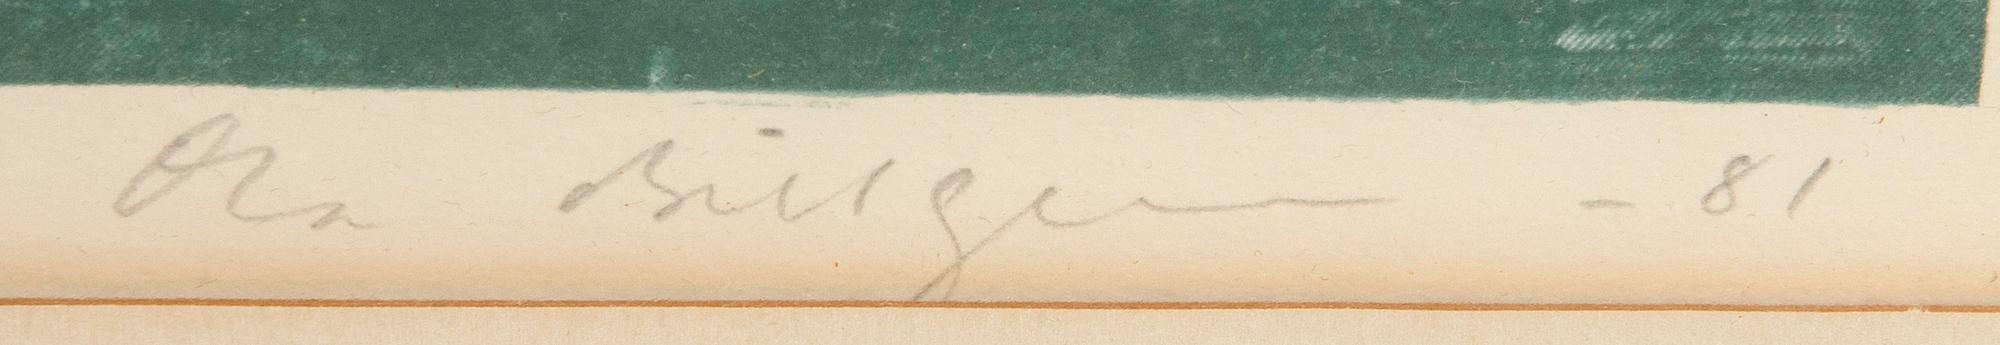 Ola Billgren - 81